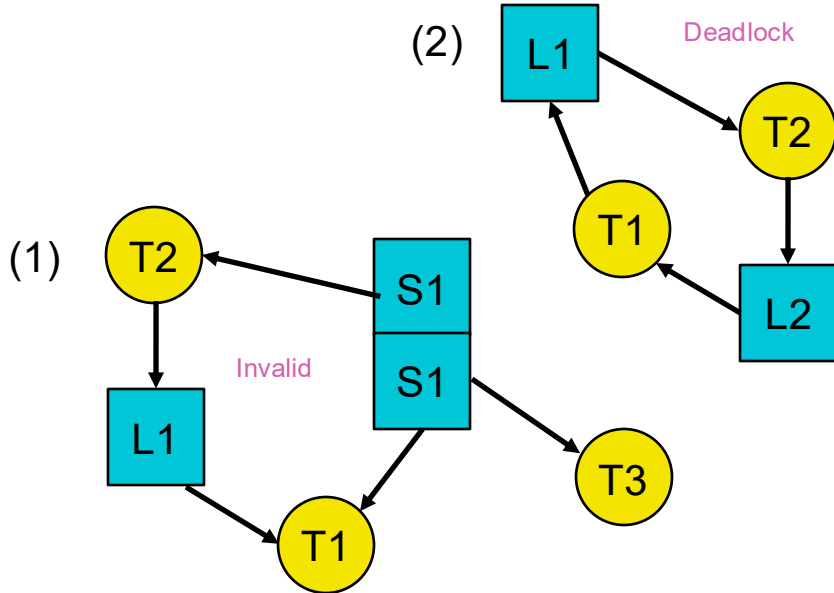 (2)
L1
Deadlock
T2
T1
L2
(1)
T2
S1
S1
Invalid
L1
T3
T1